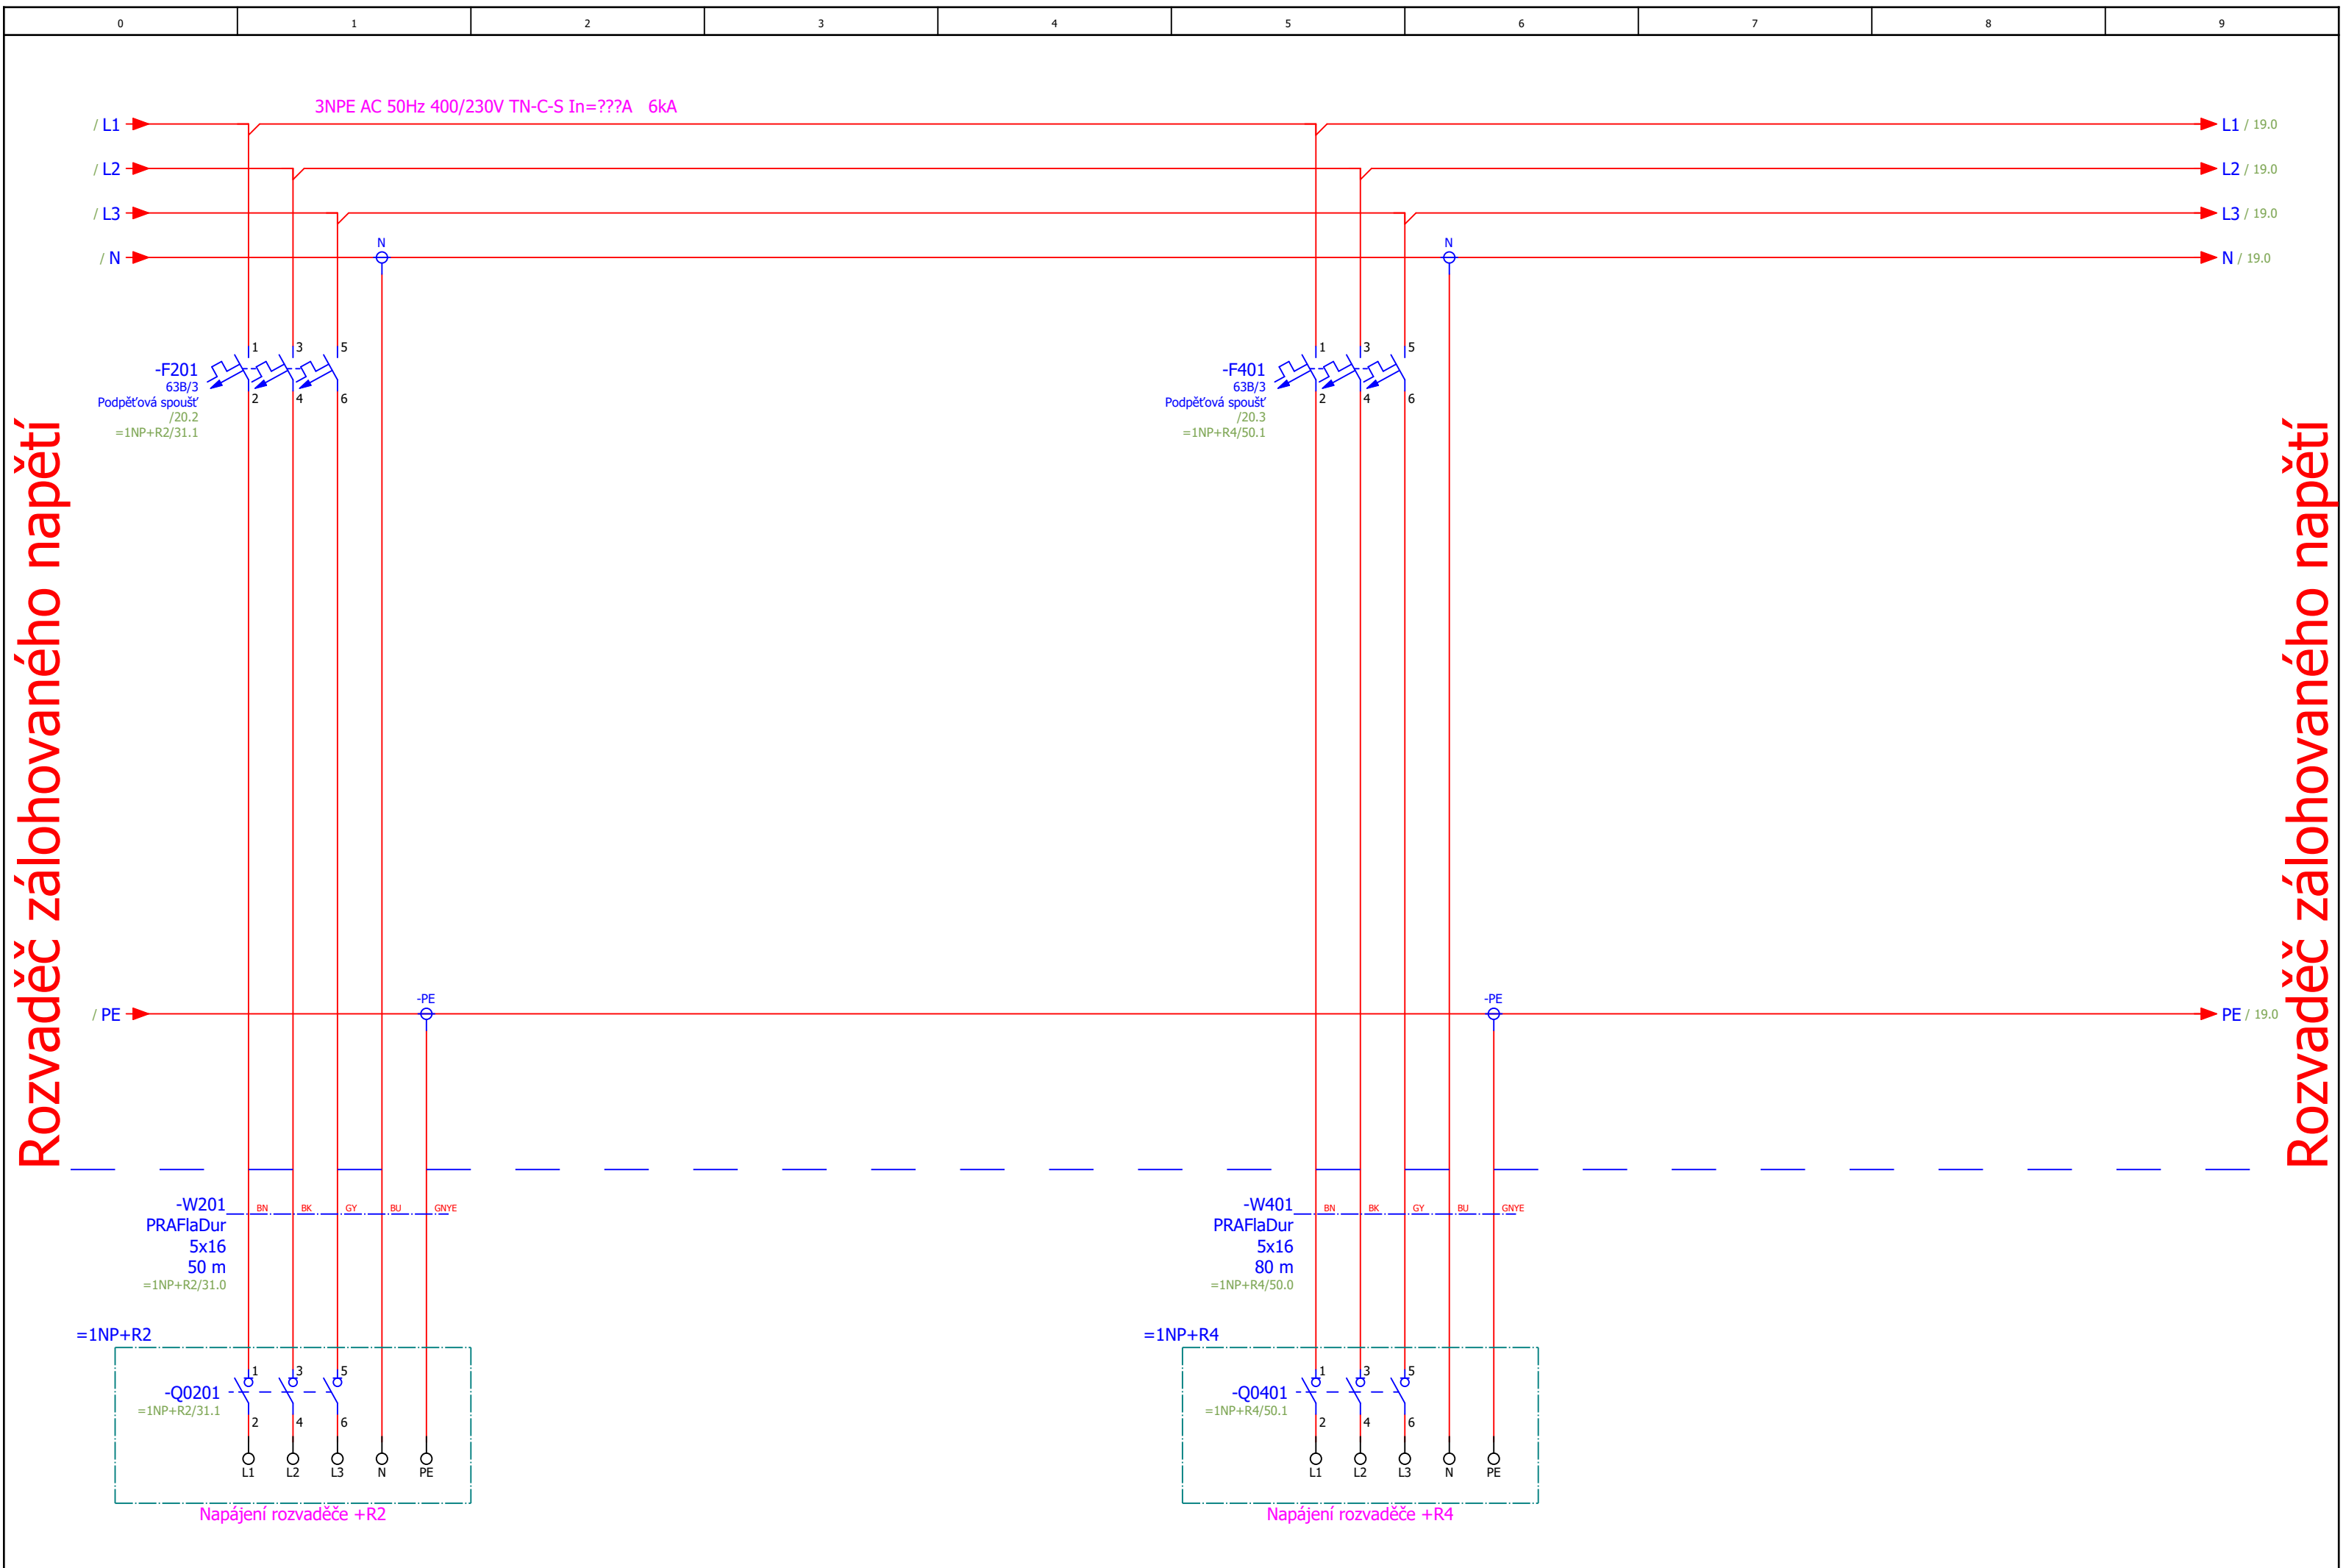 0 1 2 3 4 5 6 7 8 9
3NPE AC 50Hz 400/230V TN-C-S In=???A 6kA
/ L1
L1 / 19.0
/ L2
L2 / 19.0
/ L3
L3 / 19.0
/ N
N
N
N / 19.0
-F201
63B/3
Podpěťová spoušť
/20.2
=1NP+R2/31.1
1 3 5
2 4 6
-F401
63B/3
Podpěťová spoušť
/20.3
=1NP+R4/50.1
1 3 5
2 4 6
Rozvaděč zálohovaného napětí
Rozvaděč zálohovaného napětí
/ PE
-PE
-PE
PE / 19.0
-W201
PRAFlaDur
5x16
50 m
=1NP+R2/31.0
BN BK GY BU GNYE
-W401
PRAFlaDur
5x16
80 m
=1NP+R4/50.0
BN BK GY BU GNYE
=1NP+R2
-Q0201
=1NP+R2/31.1
1 3 5
2 4 6
L1 L2 L3 N PE
Napájení rozvaděče +R2
=1NP+R4
-Q0401
=1NP+R4/50.1
1 3 5
2 4 6
L1 L2 L3 N PE
Napájení rozvaděče +R4